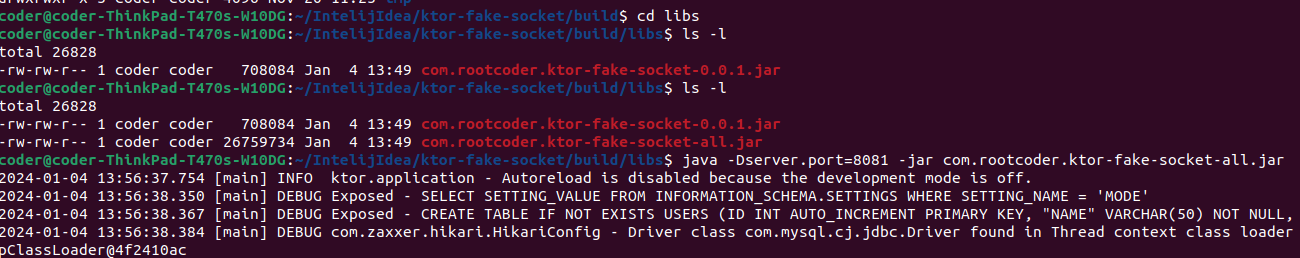 coder@coder-ThinkPad-T470s-W10DG:~/IntelijIdea/ktor-fake-socket/build$ cd libs
coder@coder-ThinkPad-T470s-W10DG:~/IntelijIdea/ktor-fake-socket/build/libs$ ls -l
total 26828
-rw-rw-r-- 1 coder coder   708084 Jan  4 13:49 com.rootcoder.ktor-fake-socket-0.0.1.jar
coder@coder-ThinkPad-T470s-W10DG:~/IntelijIdea/ktor-fake-socket/build/libs$ ls -l
total 26828
-rw-rw-r-- 1 coder coder   708084 Jan  4 13:49 com.rootcoder.ktor-fake-socket-0.0.1.jar
-rw-rw-r-- 1 coder coder 26759734 Jan  4 13:49 com.rootcoder.ktor-fake-socket-all.jar
coder@coder-ThinkPad-T470s-W10DG:~/IntelijIdea/ktor-fake-socket/build/libs$ java -Dserver.port=8081 -jar com.rootcoder.ktor-fake-socket-all.jar
2024-01-04 13:56:37.754 [main] INFO  ktor.application - Autoreload is disabled because the development mode is off.
2024-01-04 13:56:38.350 [main] DEBUG Exposed - SELECT SETTING_VALUE FROM INFORMATION_SCHEMA.SETTINGS WHERE SETTING_NAME = 'MODE'
2024-01-04 13:56:38.367 [main] DEBUG Exposed - CREATE TABLE IF NOT EXISTS USERS (ID INT AUTO_INCREMENT PRIMARY KEY, "NAME" VARCHAR(50) NOT NULL,
2024-01-04 13:56:38.384 [main] DEBUG com.zaxxer.hikari.HikariConfig - Driver class com.mysql.cj.jdbc.Driver found in Thread context class loader
pClassLoader@4f2410ac